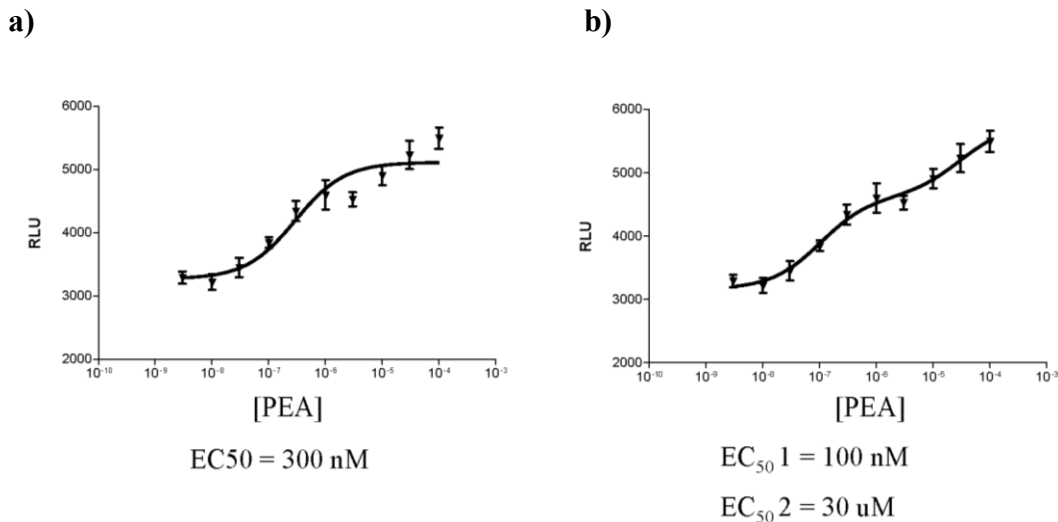 a)
6000
5000
4000
3000
2000
RLU
10⁻¹⁰ 10⁻⁹ 10⁻⁸ 10⁻⁷ 10⁻⁶ 10⁻⁵ 10⁻⁴ 10⁻³
[PEA]
EC50 = 300 nM
b)
6000
5000
4000
3000
2000
RLU
10⁻¹⁰ 10⁻⁹ 10⁻⁸ 10⁻⁷ 10⁻⁶ 10⁻⁵ 10⁻⁴ 10⁻³
[PEA]
EC₅₀ 1 = 100 nM
EC₅₀ 2 = 30 uM